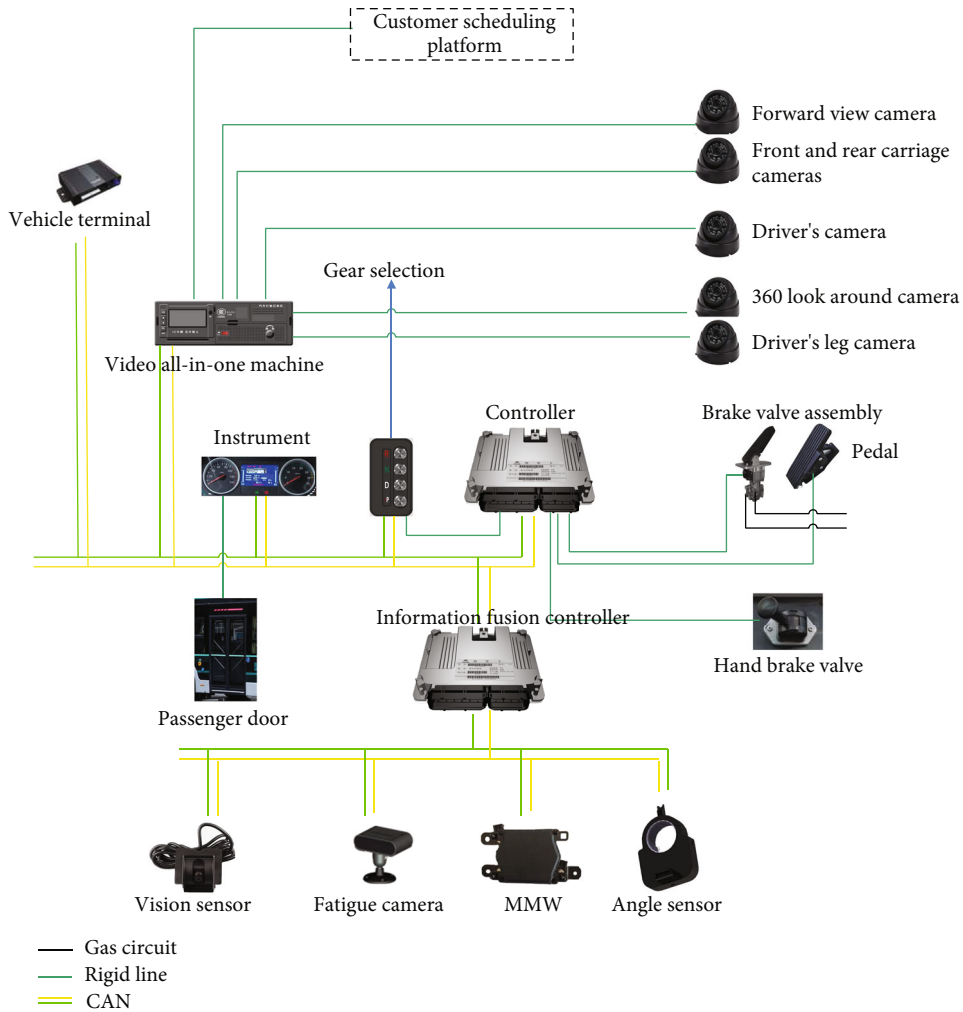 Customer scheduling
platform
Forward view camera
Front and rear carriage
cameras
Vehicle terminal
Driver's camera
Gear selection
360 look around camera
Video all-in-one machine
Driver's leg camera
Controller
Brake valve assembly
Instrument
Pedal
D
P
Information fusion controller
Hand brake valve
Passenger door
Vision sensor
Fatigue camera
MMW
Angle sensor
Gas circuit
Rigid line
CAN